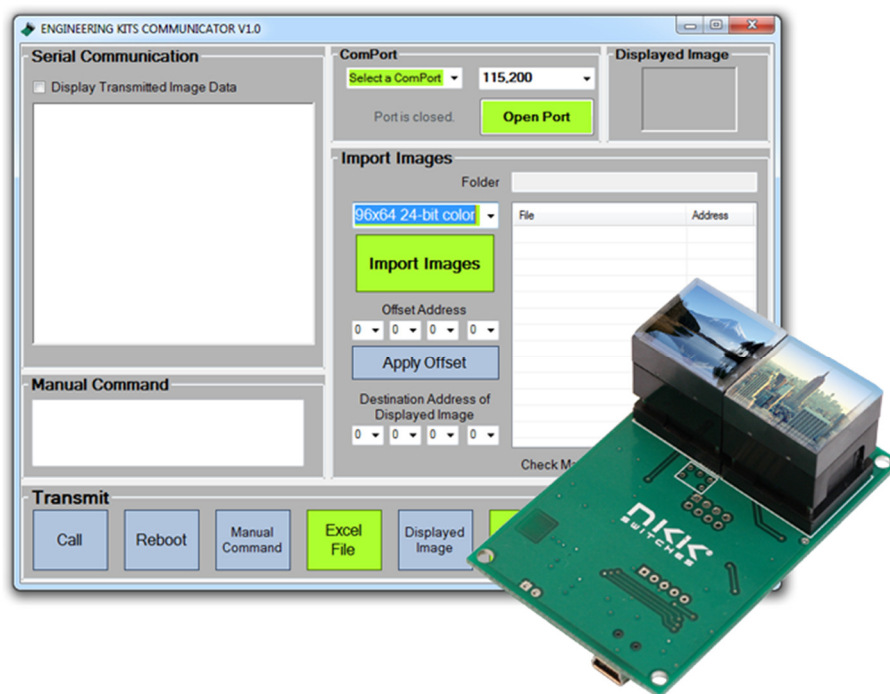 ENGINEERING KITS COMMUNICATOR V1.0
Serial Communication
Display Transmitted Image Data
ComPort
Select a ComPort
115,200
Port is closed.
Open Port
Displayed Image
Import Images
Folder
96x64 24-bit color
File
Address
Import Images
Offset Address
0 0 0 0
Apply Offset
Destination Address of
Displayed Image
0 0 0 0
Check Ma
Manual Command
Transmit
Call
Reboot
Manual
Command
Excel
File
Displayed
Image
NKK
SWITCHES